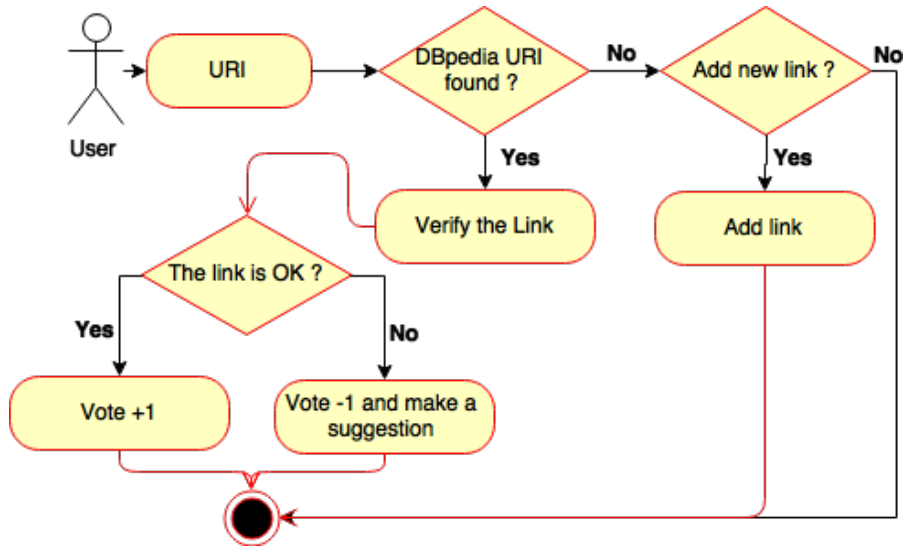 User
URI
DBpedia URI
found ?
No
Add new link ?
No
Yes
Yes
Verify the Link
Add link
The link is OK ?
Yes
No
Vote +1
Vote -1 and make a
suggestion